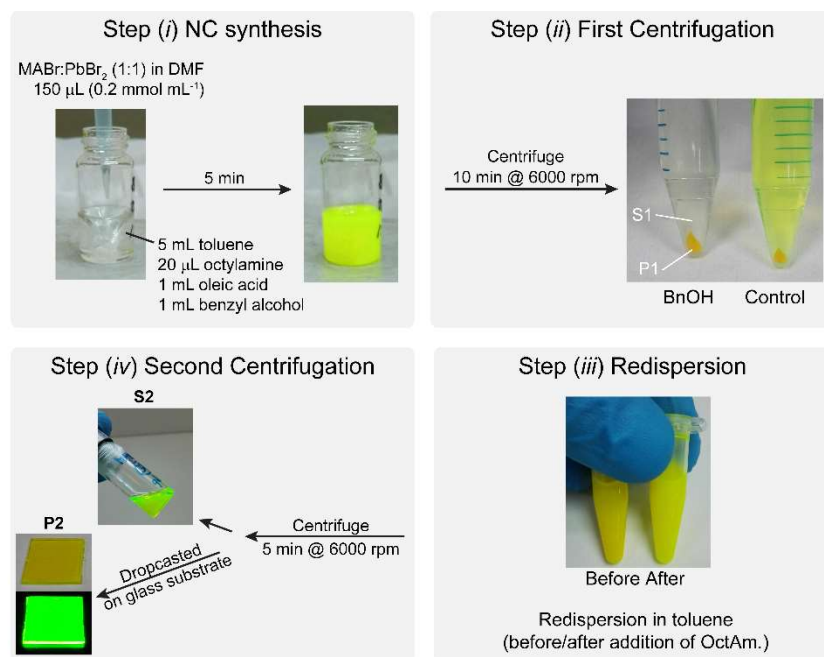 Step (i) NC synthesis
MABr:PbBr₂ (1:1) in DMF
150 μL (0.2 mmol mL⁻¹)
5 min
5 mL toluene
20 μL octylamine
1 mL oleic acid
1 mL benzyl alcohol
Step (ii) First Centrifugation
Centrifuge
10 min @ 6000 rpm
S1
P1
BnOH Control
Step (iv) Second Centrifugation
S2
P2
Centrifuge
5 min @ 6000 rpm
Dropcasted
on glass substrate
Step (iii) Redispersion
Before After
Redispersion in toluene
(before/after addition of OctAm.)